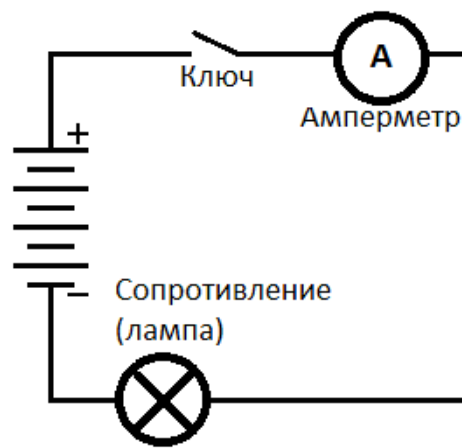 Ключ
A
Амперметр
+
–
Сопротивление
(лампа)